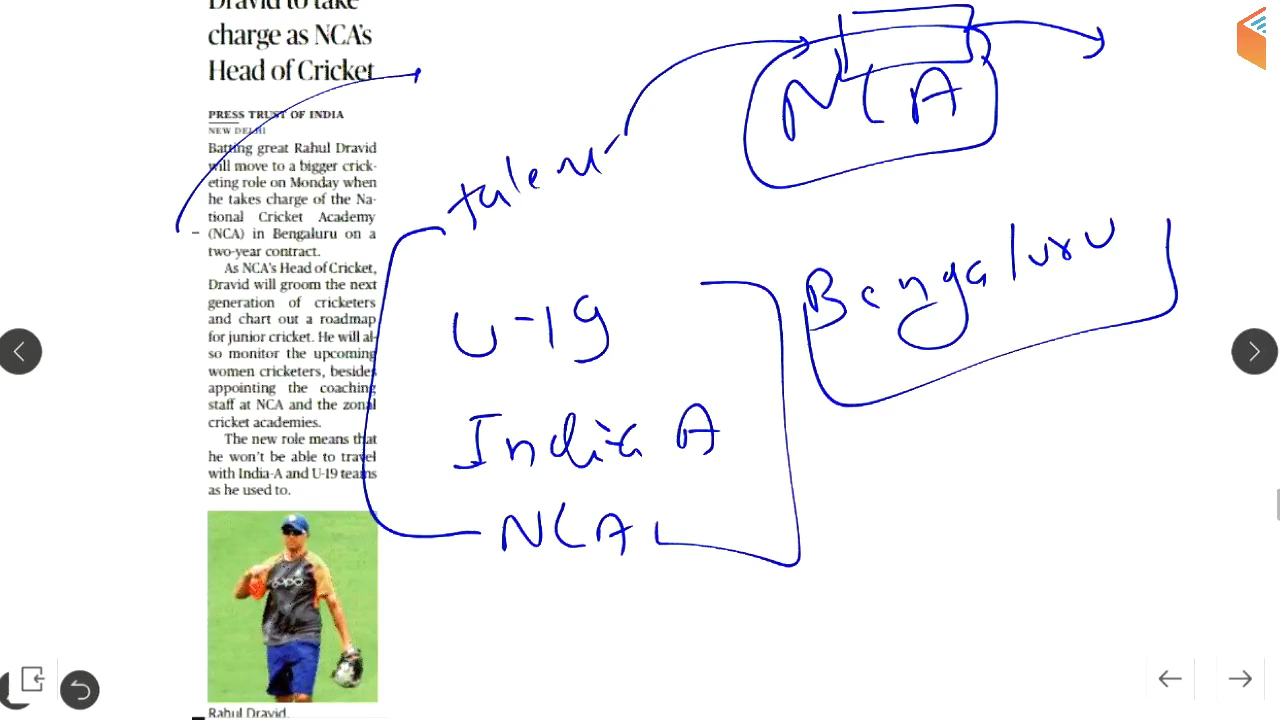 Dravid to take
charge as NCA's
Head of Cricket
PRESS TRUST OF INDIA
NEW DELHI
Batting great Rahul Dravid
will move to a bigger crick-
eting role on Monday when
he takes charge of the Na-
tional Cricket Academy
(NCA) in Bengaluru on a
two-year contract.
As NCA's Head of Cricket,
Dravid will groom the next
generation of cricketers
and chart out a roadmap
for junior cricket. He will al-
so monitor the upcoming
women cricketers, besides
appointing the coaching
staff at NCA and the zonal
cricket academies.
The new role means that
he won't be able to travel
with India-A and U-19 teams
as he used to.
oppo
Rahul Dravid.
NCA
talent
Bengaluru
U-19
India A
NCA